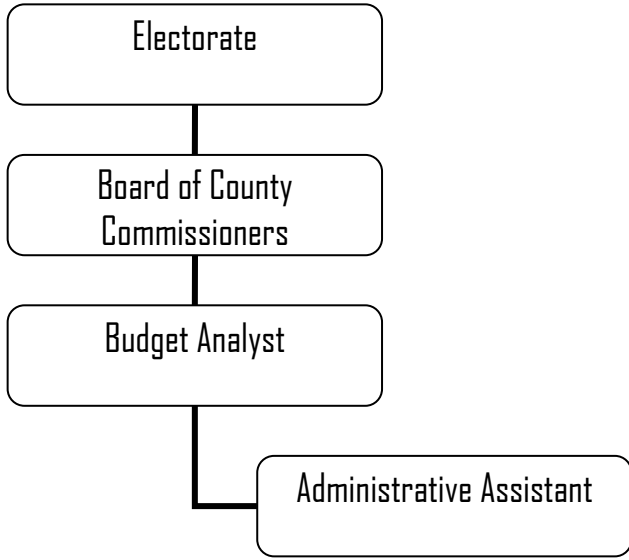 Electorate
Board of County
Commissioners
Budget Analyst
Administrative Assistant